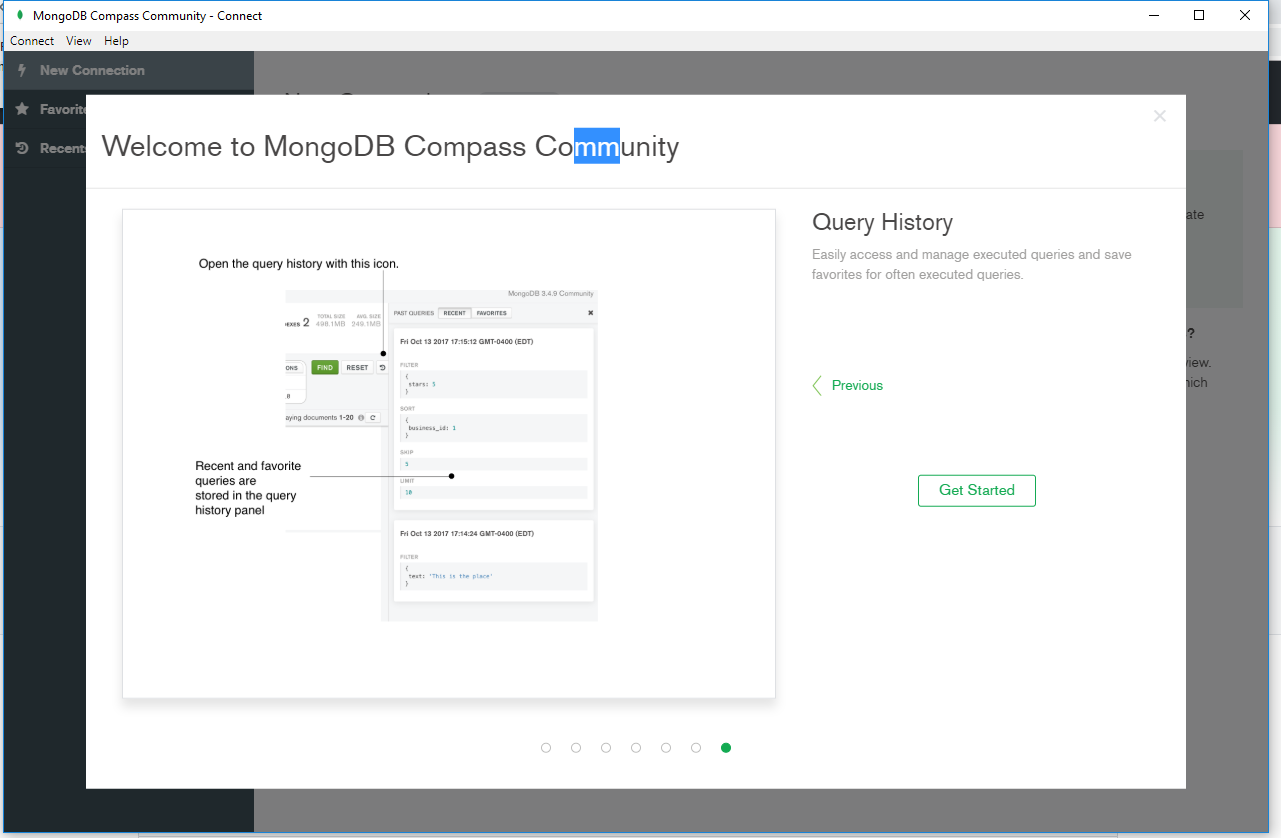 MongoDB Compass Community - Connect
Connect View Help
New Connection
Favorite
Recents
Welcome to MongoDB Compass Community
Open the query history with this icon.
MongoDB 3.4.9 Community
EXES 2
TOTAL SIZE
498.1MB
AVG. SIZE
249.1MB
PAST QUERIES RECENT FAVORITES
ONS
FIND RESET
aying documents 1-20
Fri Oct 13 2017 17:15:12 GMT-0400 (EDT)
FILTER
{
stars: 5
}
SORT
{
business_id: 1
}
SKIP
5
LIMIT
10
Recent and favorite
queries are
stored in the query
history panel
Fri Oct 13 2017 17:14:24 GMT-0400 (EDT)
FILTER
{
text: 'This is the place'
}
Query History
Easily access and manage executed queries and save
favorites for often executed queries.
Previous
Get Started
ate
?
iew.
hich